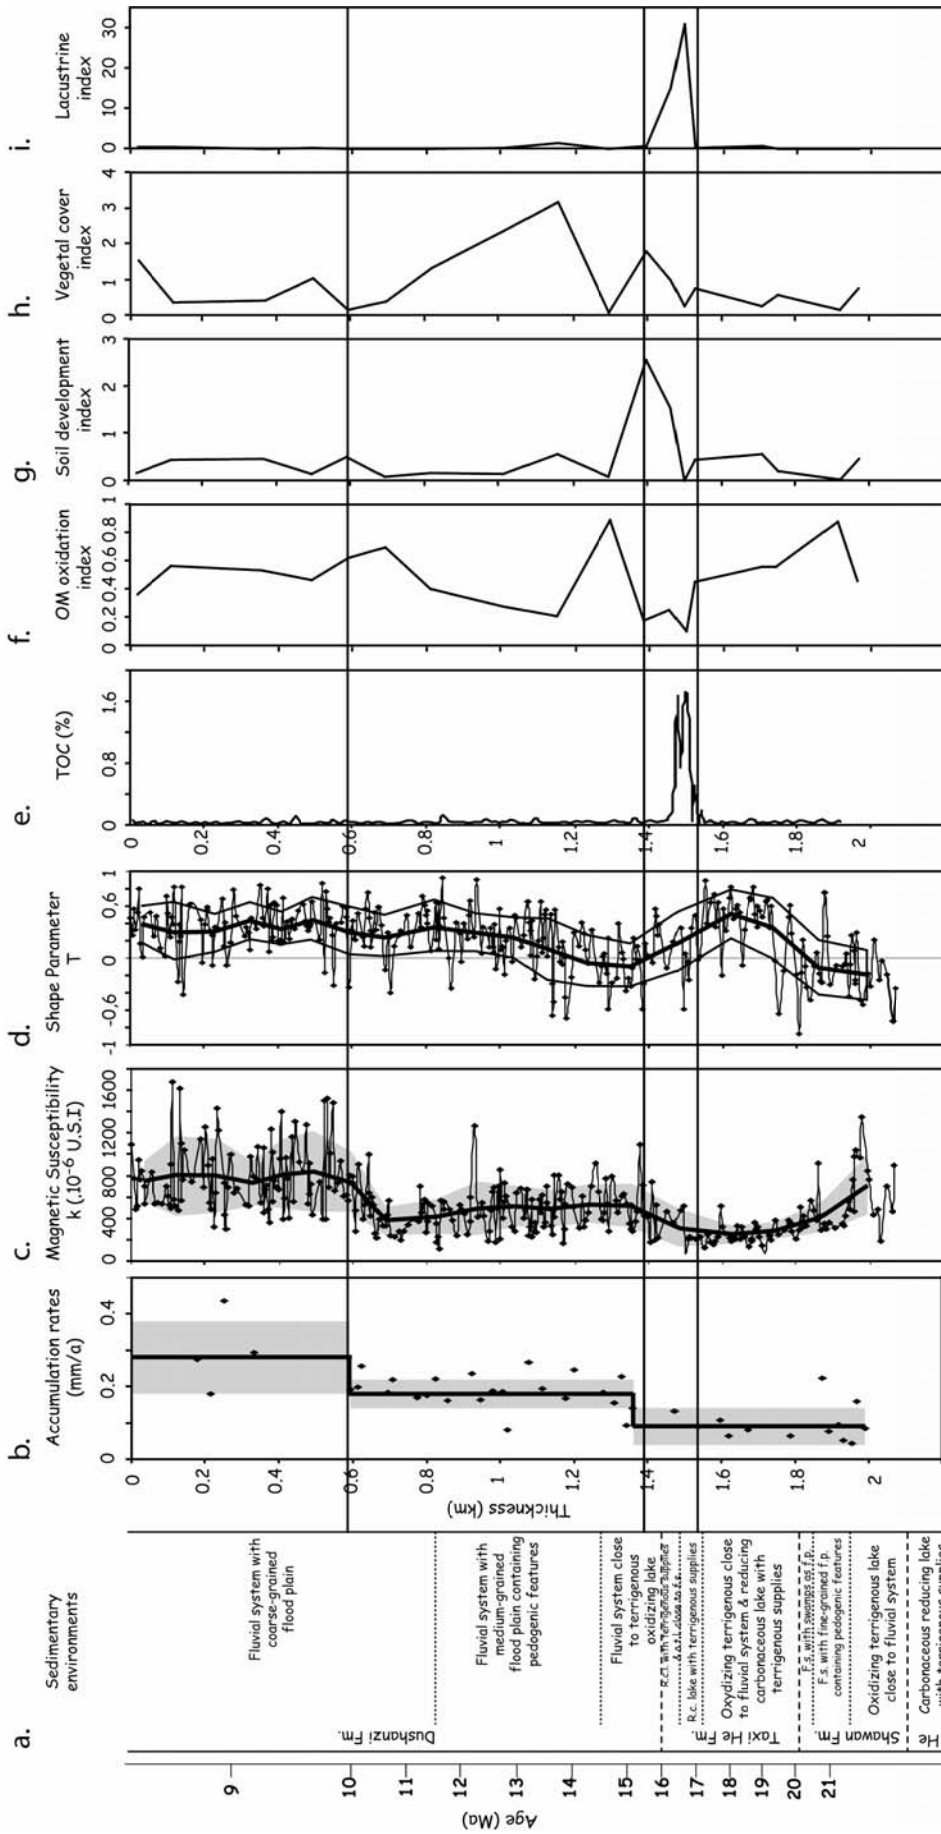 a.
Sedimentary
environments
Age (Ma)
9
10
11
12
13
14
15
16
17
18
19
20
21
Dushanzi Fm.
Taxi He Fm.
Shawan Fm.
He
Fluvial system with
coarse-grained
flood plain
Fluvial system with
medium-grained
flood plain containing
pedogenic features
Fluvial system close
to terrigenous
oxidizing lake
R.c.l. with terrigenous supplies
& o.t.l. close to f.s.
R.c. lake with terrigenous supplies
Oxydizing terrigenous close
to fluvial system & reducing
carbonaceous lake with
terrigenous supplies
F.s. with swamps as f.p.
F.s. with fine-grained f.p.
containing pedogenic features
Oxidizing terrigenous lake
close to fluvial system
Carbonaceous reducing lake
with terrigenous supplies
b.
Accumulation rates
(mm/a)
0 0.2 0.4
Thickness (km)
0
0.2
0.4
0.6
0.8
1
1.2
1.4
1.6
1.8
2
c.
Magnetic Susceptibility
k (.10⁻⁶ U.S.I)
0 400 800 1200 1600
d.
Shape Parameter
T
-1 -0,6 0 0,6 1
e.
TOC (%)
0 0.8 1.6
0
0.2
0.4
0.6
0.8
1
1.2
1.4
1.6
1.8
2
f.
OM oxidation
index
0 0.2 0.4 0.6 0.8 1
g.
Soil development
index
0 1 2 3
h.
Vegetal cover
index
0 1 2 3 4
i.
Lacustrine
index
0 10 20 30